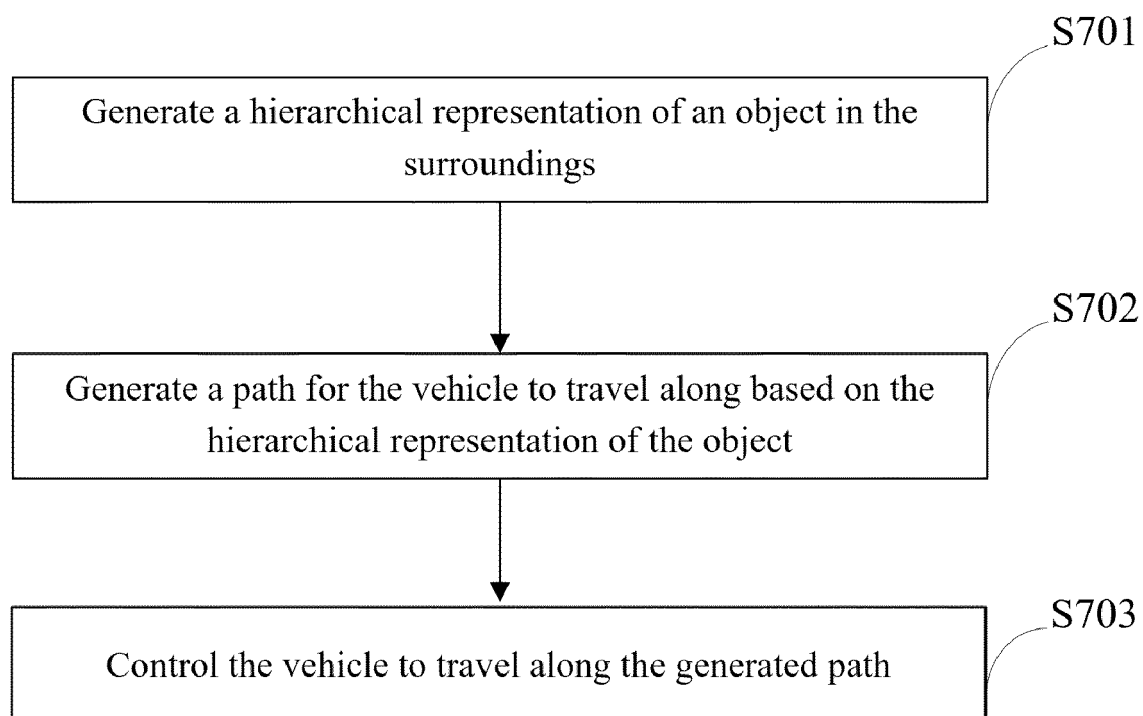 S701
Generate a hierarchical representation of an object in the
surroundings
S702
Generate a path for the vehicle to travel along based on the
hierarchical representation of the object
S703
Control the vehicle to travel along the generated path